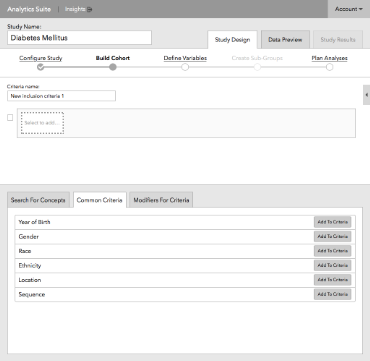 Analytics Suite | Insights
Account
Study Name:
Diabetes Mellitus
Study Design
Data Preview
Study Results
Configure Study
Build Cohort
Define Variables
Create Sub-Groups
Plan Analyses
Criteria name:
New inclusion criteria 1
Select to add...
Search For Concepts
Common Criteria
Modifiers For Criteria
Year of Birth
Add To Criteria
Gender
Add To Criteria
Race
Add To Criteria
Ethnicity
Add To Criteria
Location
Add To Criteria
Sequence
Add To Criteria